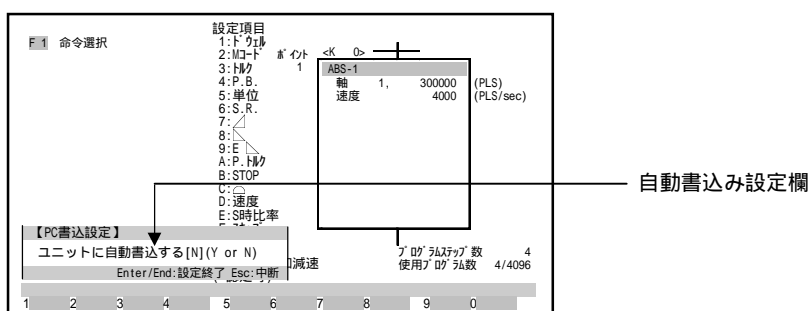 F 1 命令選択
設定項目
1:ドウェル
2:Mコード ポイント <K 0>
3:トルク 1 ABS-1
4:P.B. 軸 1, 300000 (PLS)
5:単位 速度 4000 (PLS/sec)
6:S.R.
7:
8:
9:E
A:P.トルク
B:STOP
C:
D:速度
E:S時比率
自動書込み設定欄
【PC書込設定】
ユニットに自動書込する[N](Y or N)
Enter/End:設定終了 Esc:中断
減速
プログラムステップ数 4
使用プログラム数 4/4096
1 2 3 4 5 6 7 8 9 0